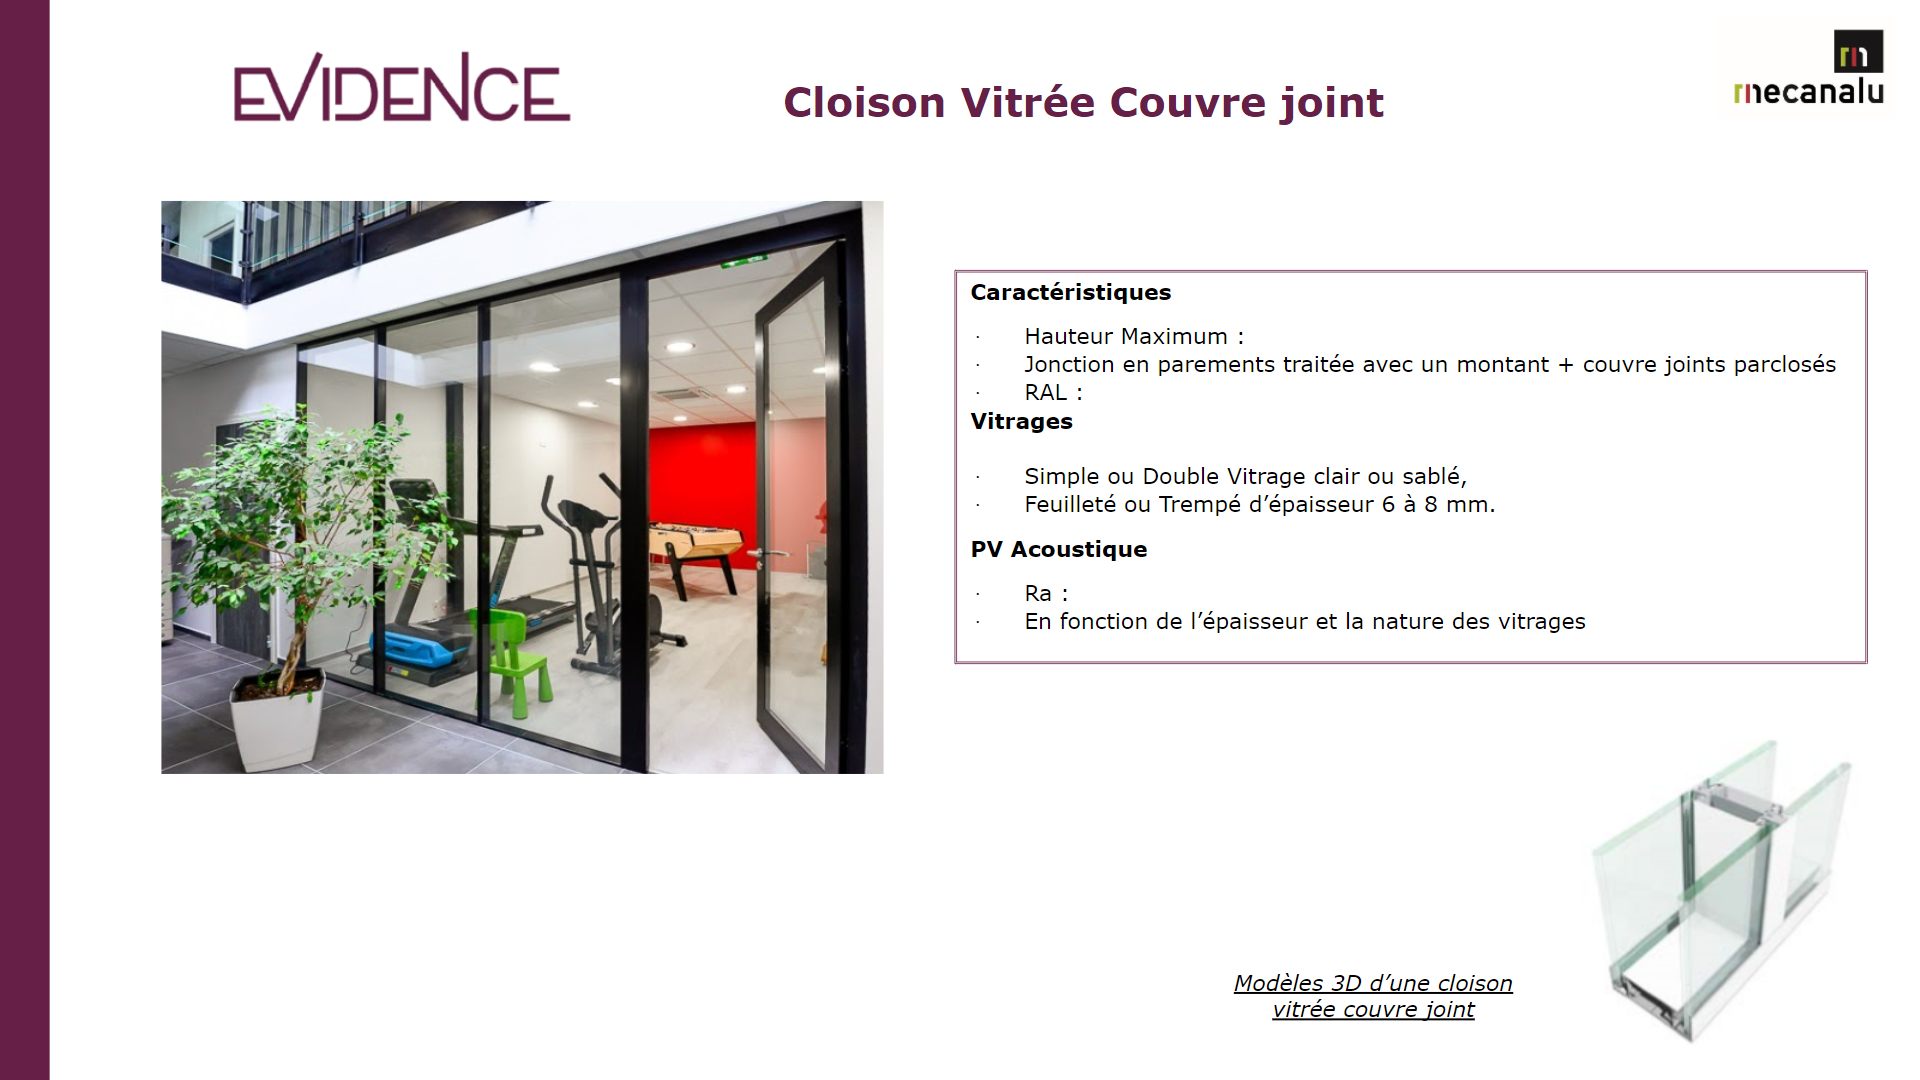 EVIDENCE
Cloison Vitrée Couvre joint
mecanalu
Caractéristiques
· Hauteur Maximum :
· Jonction en parements traitée avec un montant + couvre joints parclosés
· RAL :
Vitrages
· Simple ou Double Vitrage clair ou sablé,
· Feuilleté ou Trempé d’épaisseur 6 à 8 mm.
PV Acoustique
· Ra :
· En fonction de l’épaisseur et la nature des vitrages
Modèles 3D d’une cloison
vitrée couvre joint